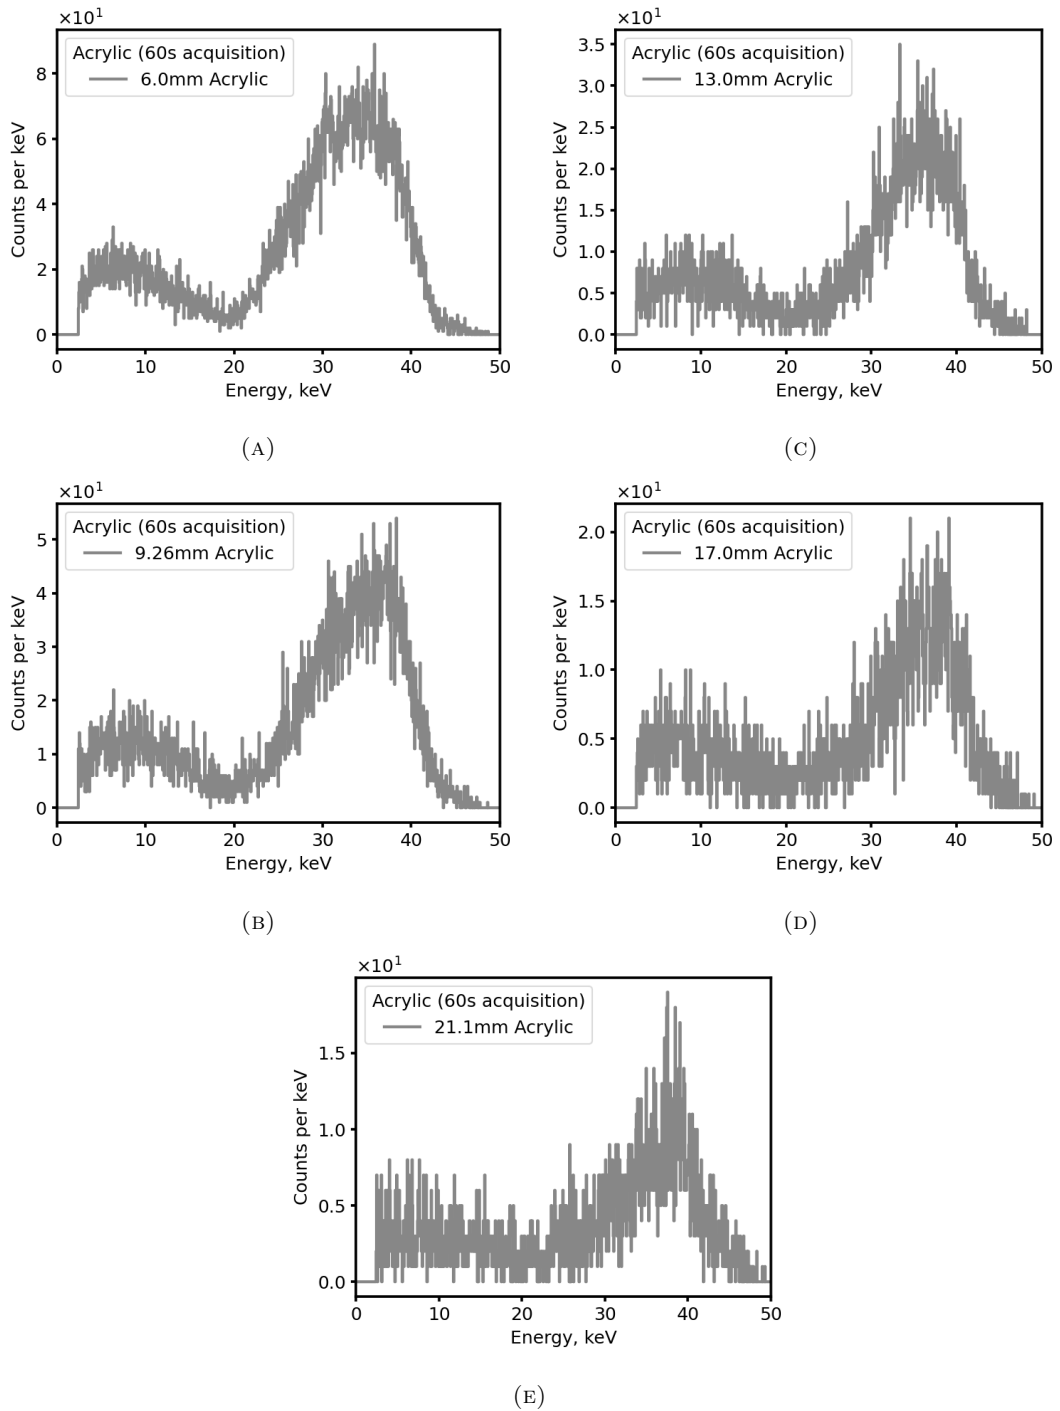 ×10¹
Acrylic (60s acquisition)
6.0mm Acrylic
Counts per keV
8
6
4
2
0
0 10 20 30 40 50
Energy, keV
(A)
×10¹
Acrylic (60s acquisition)
13.0mm Acrylic
Counts per keV
3.5
3.0
2.5
2.0
1.5
1.0
0.5
0.0
0 10 20 30 40 50
Energy, keV
(C)
×10¹
Acrylic (60s acquisition)
9.26mm Acrylic
Counts per keV
5
4
3
2
1
0
0 10 20 30 40 50
Energy, keV
(B)
×10¹
Acrylic (60s acquisition)
17.0mm Acrylic
Counts per keV
2.0
1.5
1.0
0.5
0.0
0 10 20 30 40 50
Energy, keV
(D)
×10¹
Acrylic (60s acquisition)
21.1mm Acrylic
Counts per keV
1.5
1.0
0.5
0.0
0 10 20 30 40 50
Energy, keV
(E)